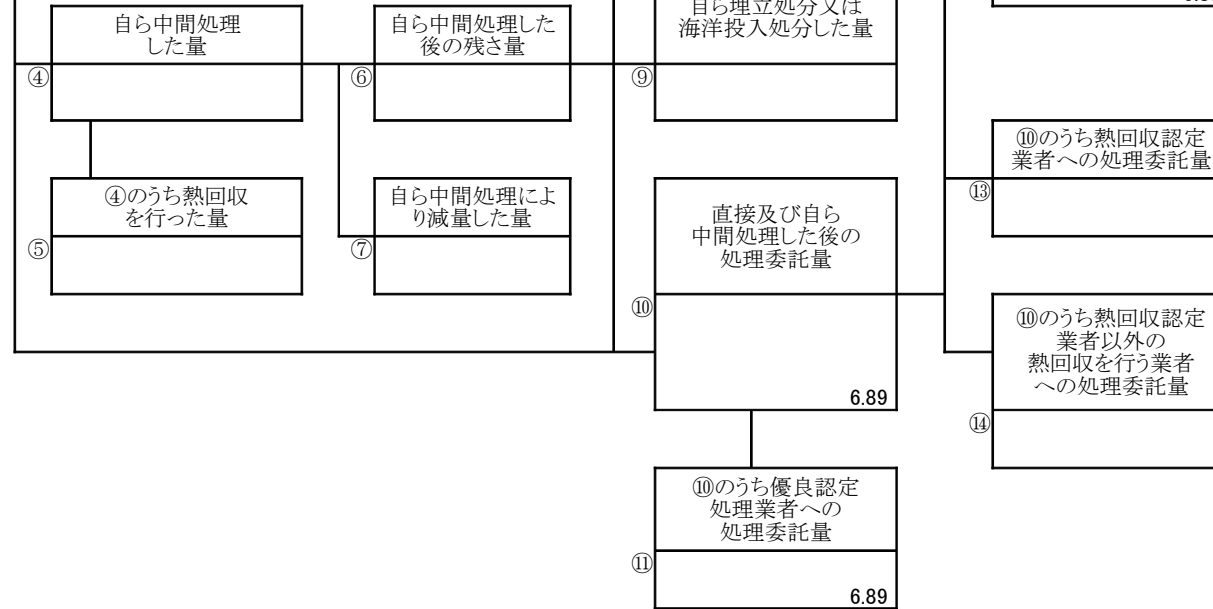 自ら中間処理
した量
④
自ら中間処理した
後の残さ量
⑥
自ら埋立処分又は
海洋投入処分した量
⑨
⑩のうち熱回収認定
業者への処理委託量
⑬
④のうち熱回収
を行った量
⑤
自ら中間処理によ
り減量した量
⑦
直接及び自ら
中間処理した後の
処理委託量
⑩
6.89
⑩のうち熱回収認定
業者以外の
熱回収を行う業者
への処理委託量
⑭
⑩のうち優良認定
処理業者への
処理委託量
⑪
6.89